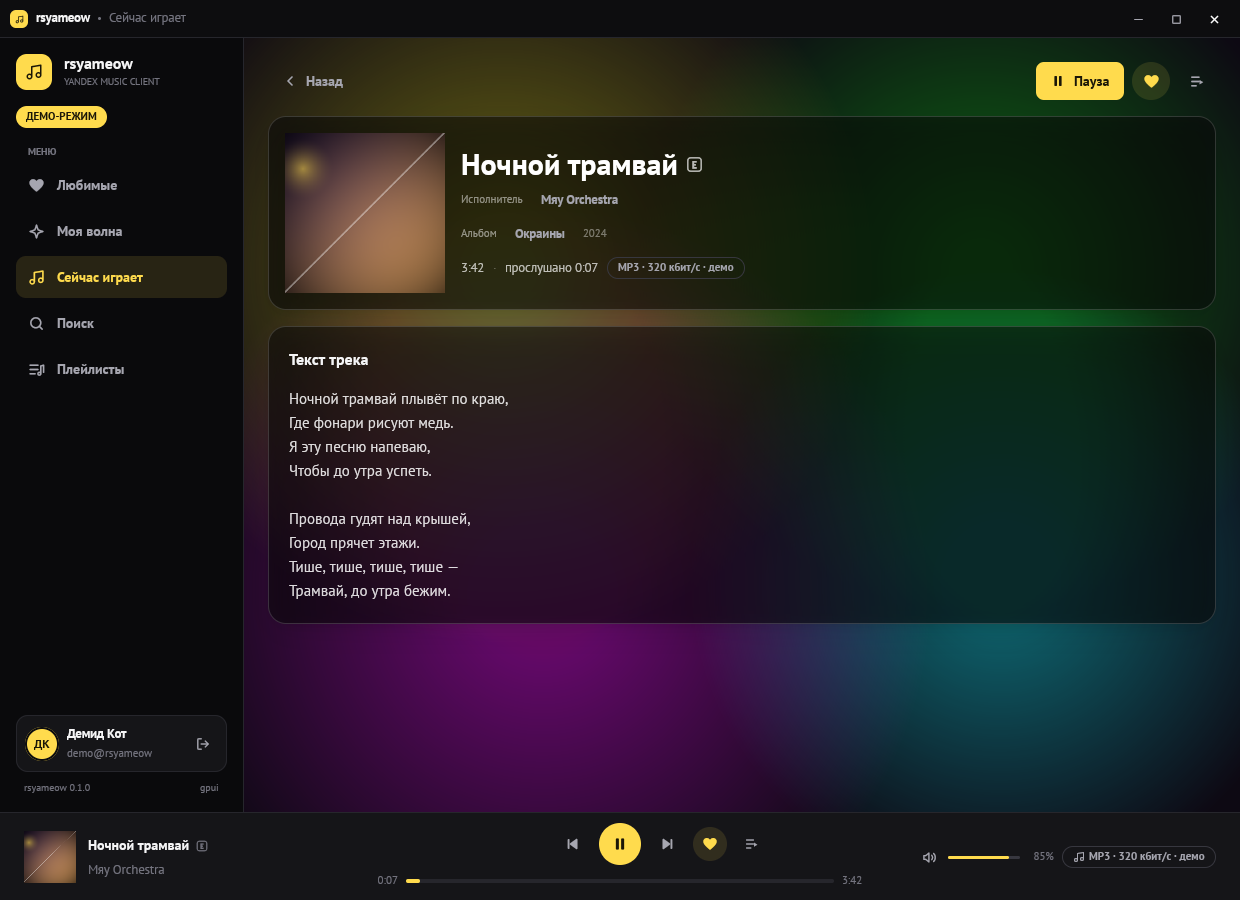 rsyameow • Сейчас играет
rsyameow
YANDEX MUSIC CLIENT
ДЕМО-РЕЖИМ
МЕНЮ
Любимые
Моя волна
Сейчас играет
Поиск
Плейлисты
ДК
Демид Кот
demo@rsyameow
rsyameow 0.1.0
gpui
Назад
Пауза
Ночной трамвай E
Исполнитель Мяу Orchestra
Альбом Окраины 2024
3:42 · прослушано 0:07 MP3 · 320 кбит/с · демо
Текст трека
Ночной трамвай плывёт по краю,
Где фонари рисуют медь.
Я эту песню напеваю,
Чтобы до утра успеть.
Провода гудят над крышей,
Город прячет этажи.
Тише, тише, тише, тише —
Трамвай, до утра бежим.
Ночной трамвай E
Мяу Orchestra
0:07
3:42
85%
MP3 · 320 кбит/с · демо